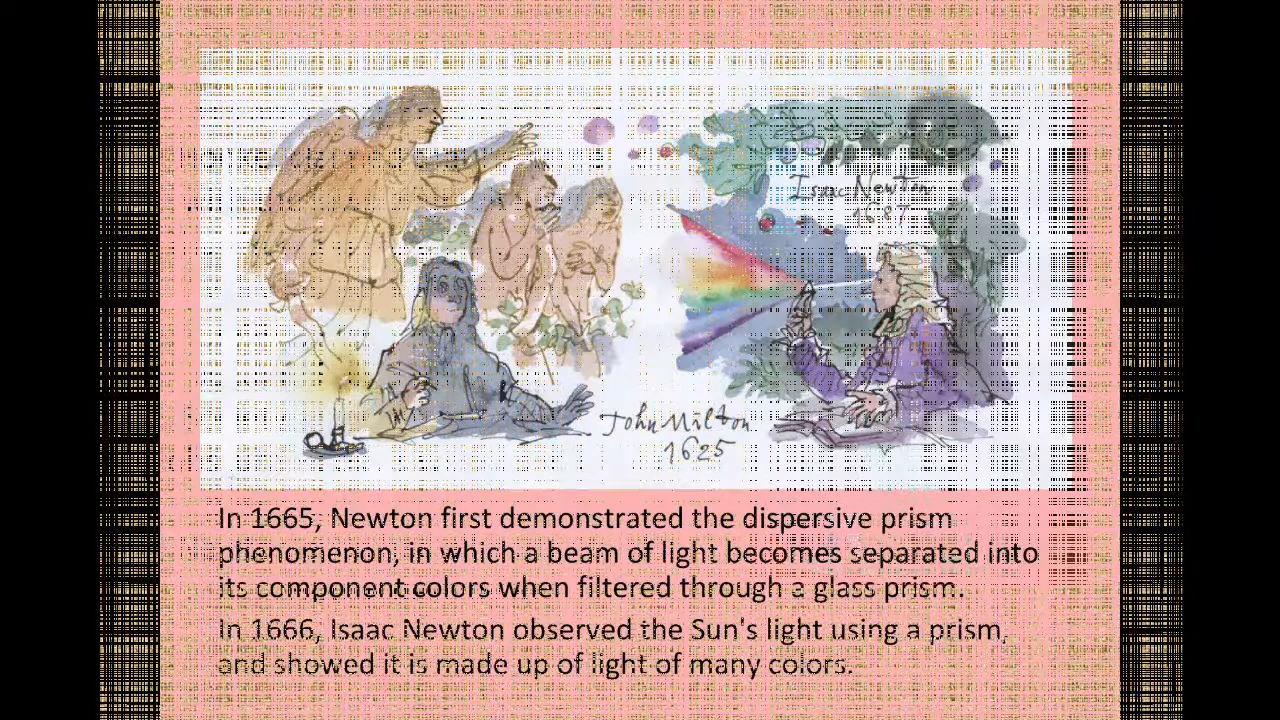 Isaac Newton
John Milton
1625
In 1665, Newton first demonstrated the dispersive prism
phenomenon, in which a beam of light becomes separated into
its component colors when filtered through a glass prism.
In 1666, Isaac Newton observed the Sun's light using a prism,
and showed it is made up of light of many colors.